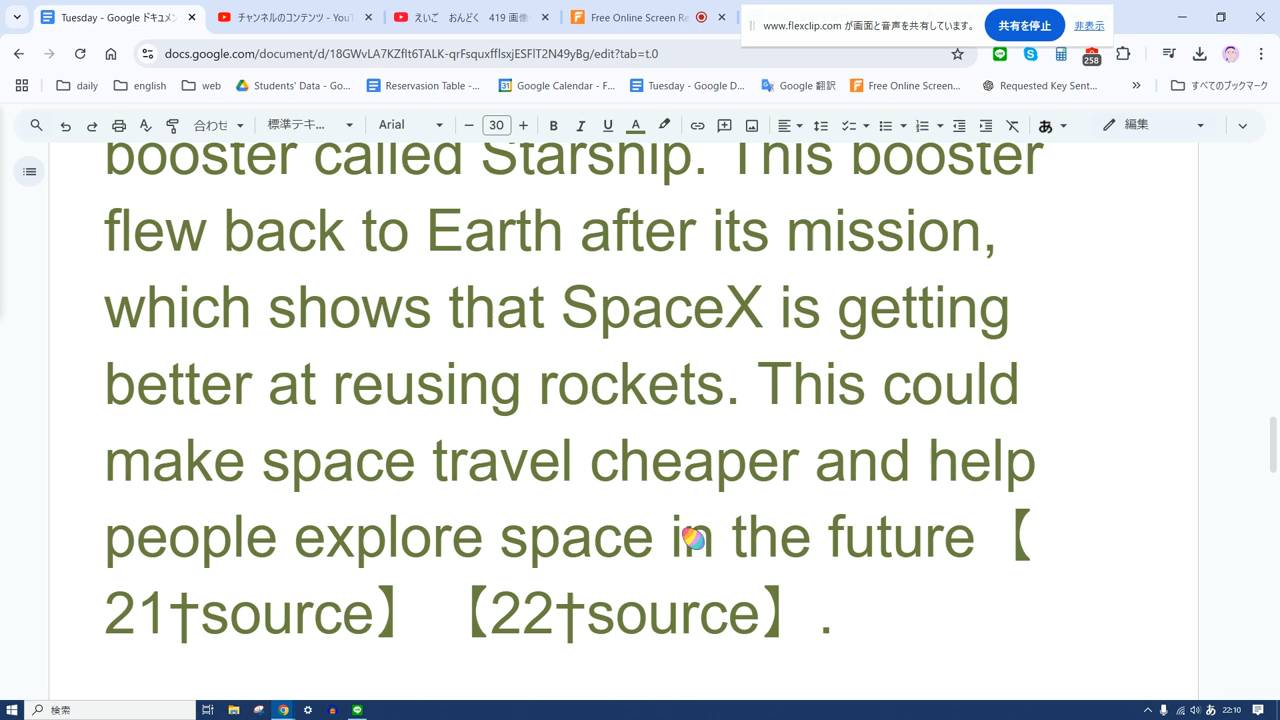 Tuesday - Google ドキュメン
チャンネルのコンテンツ - YouT
えいご おんどく 419 画像
Free Online Screen Re
www.flexclip.com が画面と音声を共有しています。
共有を停止
非表示
docs.google.com/document/d/18GWwLA7KZflt6TALK-qrFsquxfflsxjESFlT2N49yBg/edit?tab=t.0
258
daily
english
web
Students' Data - Go...
Reservasion Table -...
Google Calendar - F...
Tuesday - Google D...
Google 翻訳
Free Online Screen...
Requested Key Sent...
すべてのブックマーク
合わせ
標準テキ...
Arial
30
B
I
U
A
あ
編集
booster called Starship. This booster
flew back to Earth after its mission,
which shows that SpaceX is getting
better at reusing rockets. This could
make space travel cheaper and help
people explore space in the future【
21†source】【22†source】.
検索
あ
22:10